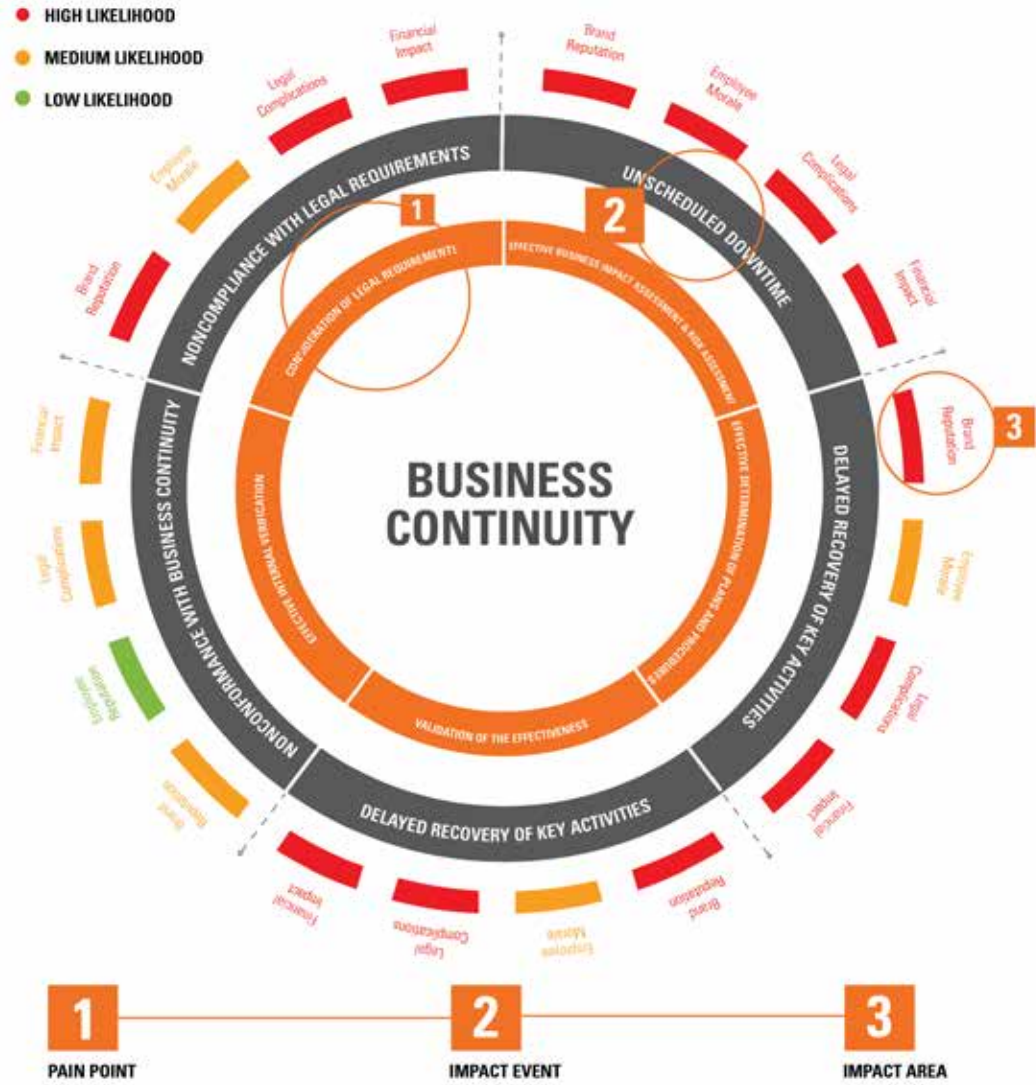 HIGH LIKELIHOOD
MEDIUM LIKELIHOOD
LOW LIKELIHOOD
Financial
Impact
Brand
Reputation
Legal
Complications
Employee
Morale
Employee
Morale
Legal
Complications
Brand
Reputation
Financial
Impact
NONCOMPLIANCE WITH LEGAL REQUIREMENTS
UNSCHEDULED DOWNTIME
1
2
CONSIDERATION OF LEGAL REQUIREMENTS
EFFECTIVE BUSINESS IMPACT ASSESSMENT & RISK ASSESSMENT
Financial
Impact
Brand
Reputation
3
BUSINESS
CONTINUITY
NONCONFORMANCE WITH BUSINESS CONTINUITY
EFFECTIVE INTERNAL VERIFICATION
EFFECTIVE DETERMINATION OF PLANS AND PROCEDURES
DELAYED RECOVERY OF KEY ACTIVITIES
Legal
Complications
Employee
Morale
Employee
Reputation
Legal
Complications
VALIDATION OF THE EFFECTIVENESS
Brand
Reputation
Financial
Impact
DELAYED RECOVERY OF KEY ACTIVITIES
Financial
Impact
Legal
Complications
Employee
Morale
Brand
Reputation
1
2
3
PAIN POINT
IMPACT EVENT
IMPACT AREA